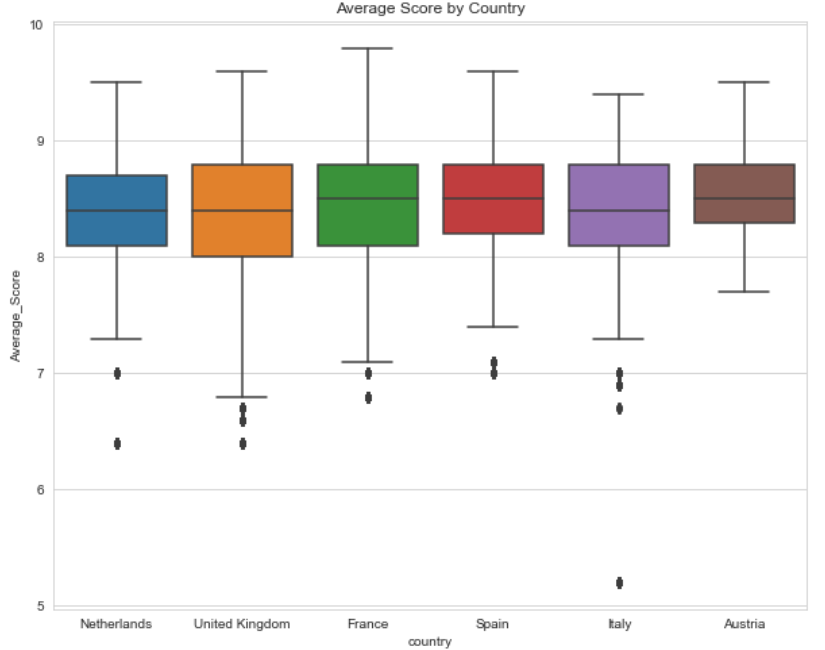 Average Score by Country
Average_Score
10
9
8
7
6
5
Netherlands United Kingdom France Spain Italy Austria
country